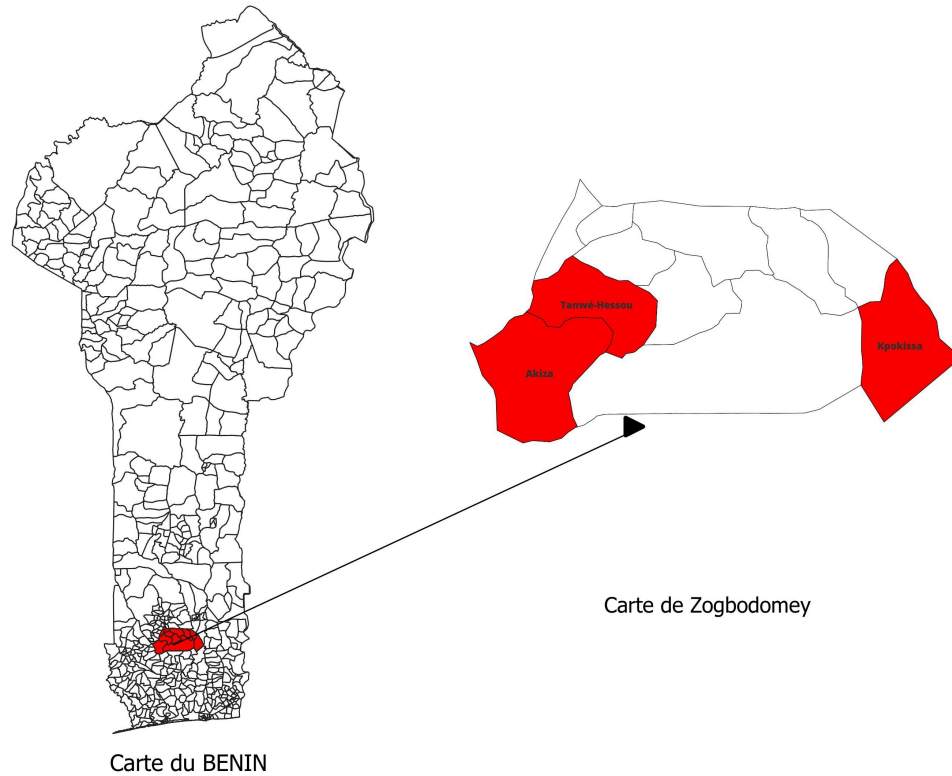 Tanwé-Hessou
Kpokissa
Akiza
Carte de Zogbodomey
Carte du BENIN